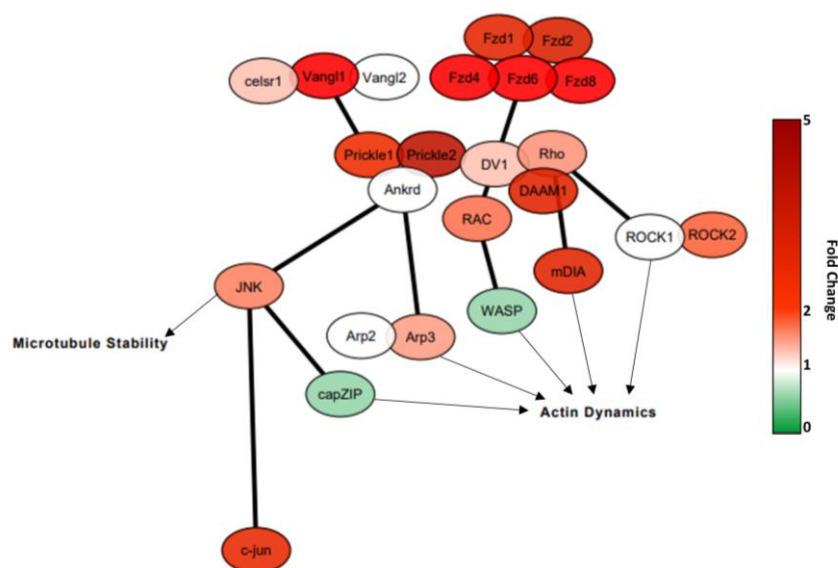 Fzd1
Fzd2
celsr1
Vangl1
Vangl2
Fzd4
Fzd6
Fzd8
5
Prickle1
Prickle2
DV1
Rho
Ankrd
DAAM1
RAC
ROCK1
ROCK2
Fold Change
mDIA
JNK
WASP
2
Microtubule Stability
Arp2
Arp3
1
capZIP
Actin Dynamics
0
c-jun